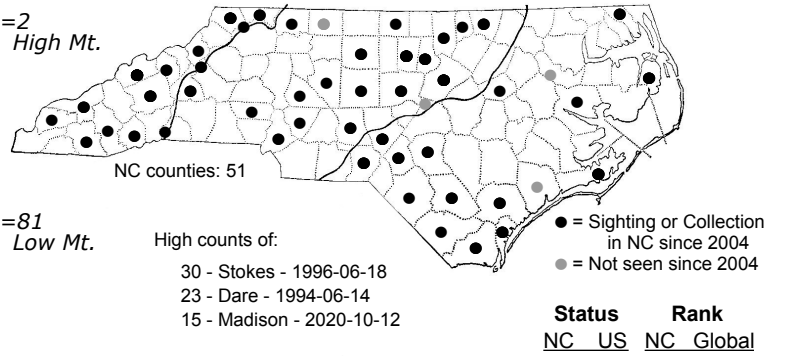 =2
High Mt.
NC counties: 51
=81
Low Mt.
High counts of:
30 - Stokes - 1996-06-18
23 - Dare - 1994-06-14
15 - Madison - 2020-10-12
= Sighting or Collection
in NC since 2004
= Not seen since 2004
Status Rank
NC US NC Global